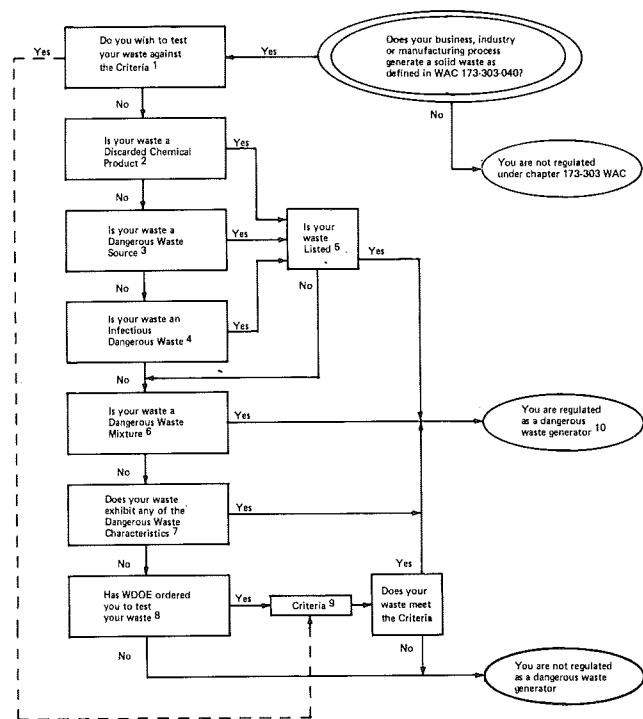 Do you wish to test
your waste against
the Criteria 1
Yes
Yes
Does your business, industry
or manufacturing process
generate a solid waste as
defined in WAC 173-303-040?
No
No
You are not regulated
under chapter 173-303 WAC
Is your waste a
Discarded Chemical
Product 2
Yes
No
Is your waste a
Dangerous Waste
Source 3
Yes
Is your
waste
Listed 5
Yes
No
No
Is your waste an
Infectious
Dangerous Waste 4
Yes
No
Is your waste a
Dangerous Waste
Mixture 6
Yes
You are regulated
as a dangerous
waste generator 10
No
Does your waste
exhibit any of the
Dangerous Waste
Characteristics 7
Yes
No
Yes
Has WDOE ordered
you to test
your waste 8
Yes
Criteria 9
Does your
waste meet
the Criteria
No
No
You are not regulated
as a dangerous waste
generator